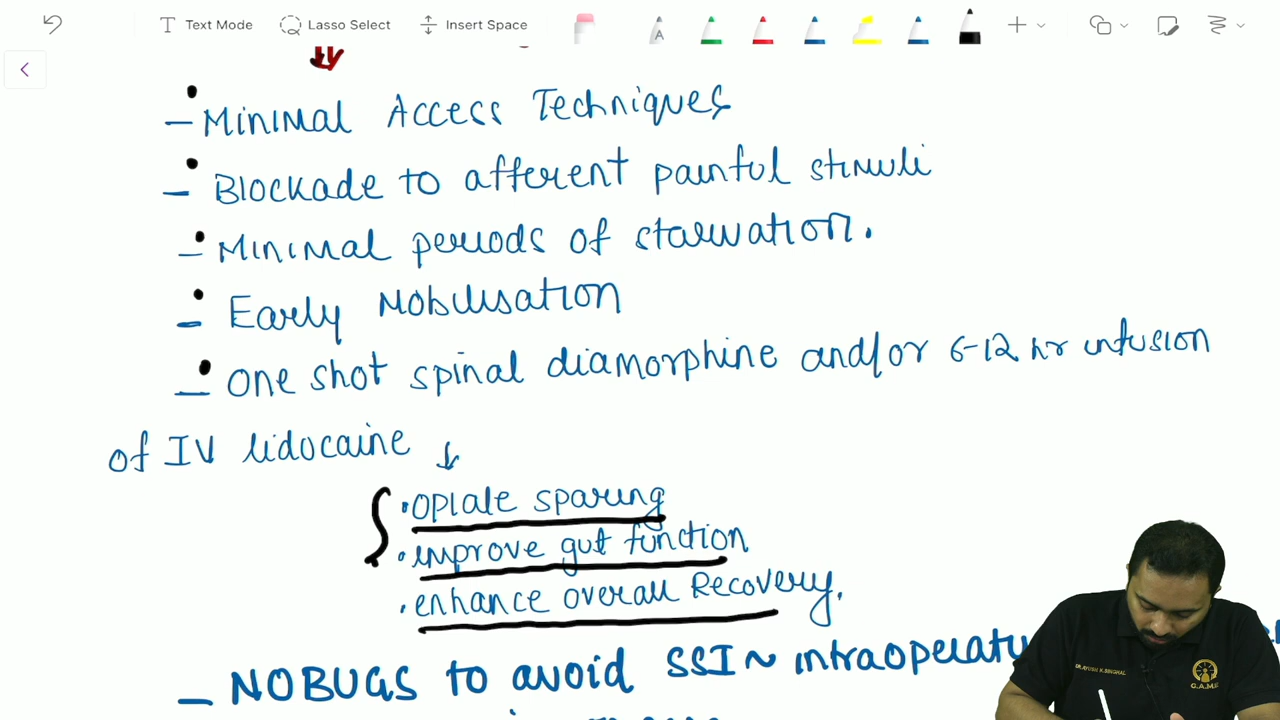 Text Mode
Lasso Select
Insert Space
- Minimal Access Techniques
- Blockade to afferent painful stimuli
- Minimal periods of starvation.
- Early Mobilisation
- One shot spinal diamorphine and/or 6-12 hr infusion
of IV lidocaine ↓
• opiate sparing
• improve gut function
• enhance overall Recovery.
- NOBUGS to avoid SSI ~ intraoperatu
G.A.M.S